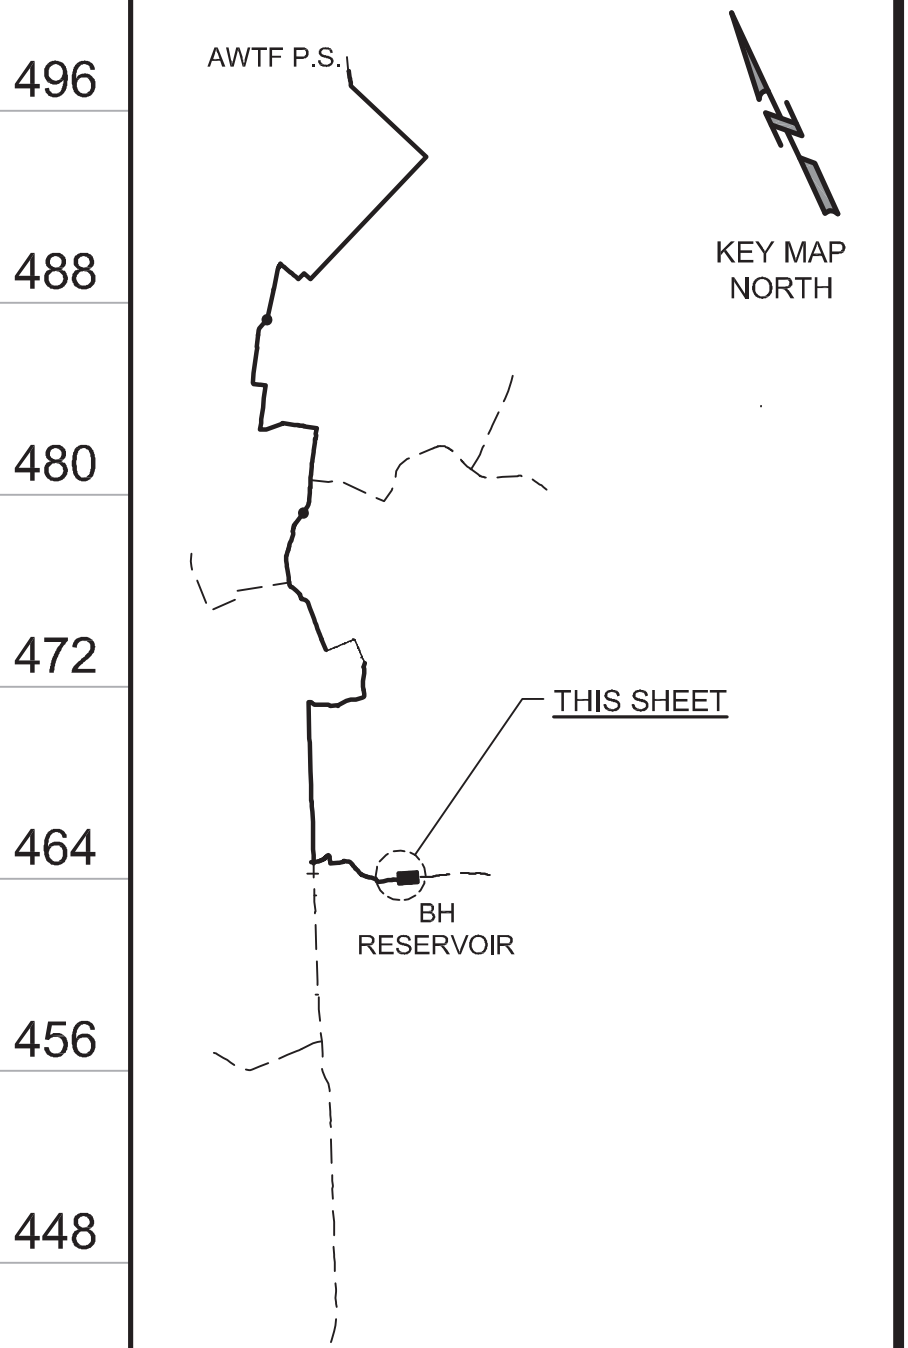 AWTF P.S.
496
KEY MAP
NORTH
488
480
472
THIS SHEET
464
BH
RESERVOIR
456
448